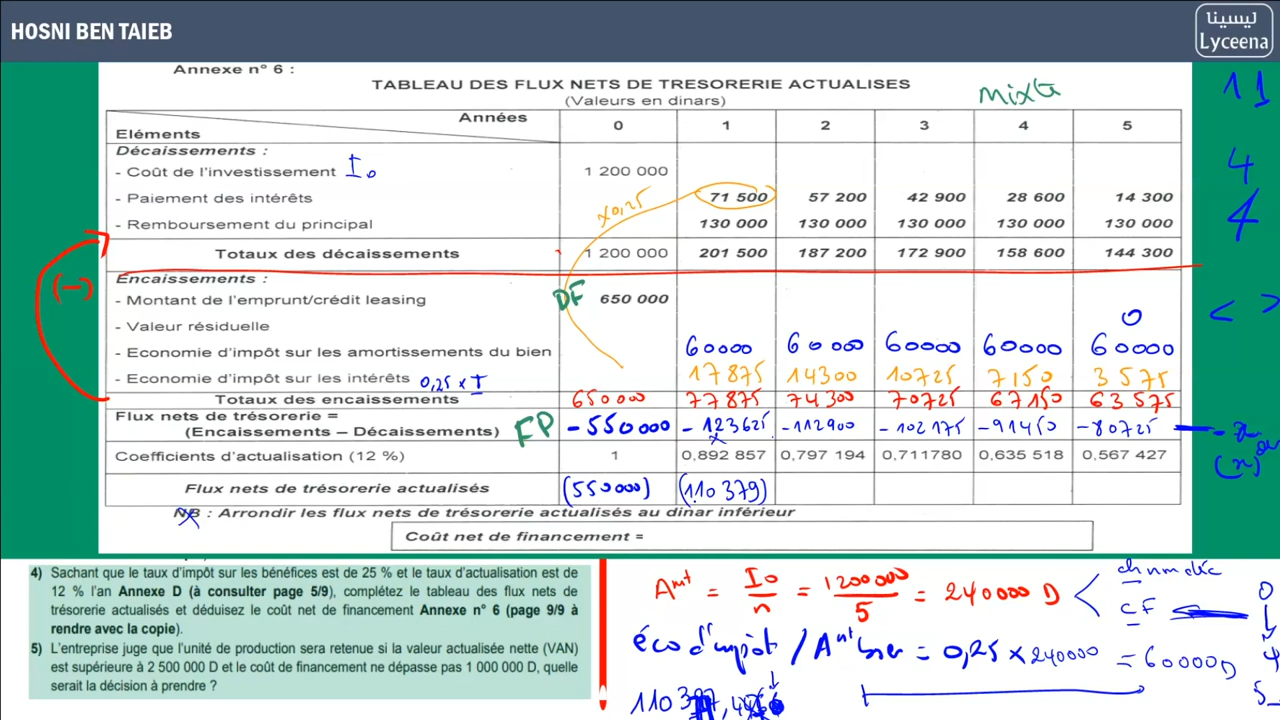 HOSNI BEN TAIEB
ليسينا
Lyceena
Annexe n° 6 :
TABLEAU DES FLUX NETS DE TRESORERIE ACTUALISES
(Valeurs en dinars)
Mixte
11
4
4
< >
Années
Eléments 0 1 2 3 4 5
Décaissements :
- Coût de l'investissement I₀ 1 200 000
- Paiement des intérêts 71 500 57 200 42 900 28 600 14 300
×0,25
- Remboursement du principal 130 000 130 000 130 000 130 000 130 000
Totaux des décaissements 1 200 000 201 500 187 200 172 900 158 600 144 300
(-)
Encaissements :
- Montant de l'emprunt/crédit leasing DF 650 000
- Valeur résiduelle 0
- Economie d'impôt sur les amortissements du bien 60000 60000 60000 60000 60000
- Economie d'impôt sur les intérêts 0,25 × I 17875 14300 10725 7150 3575
Totaux des encaissements 650000 77875 74300 70725 67150 63575
Flux nets de trésorerie =
(Encaissements – Décaissements) FP -550000 -123625 -112900 -102175 -91450 -80725
Coefficients d'actualisation (12 %) 1 0,892 857 0,797 194 0,711780 0,635 518 0,567 427
Flux nets de trésorerie actualisés (550000) (110379)
NB : Arrondir les flux nets de trésorerie actualisés au dinar inférieur
Coût net de financement =
4) Sachant que le taux d'impôt sur les bénéfices est de 25 % et le taux d'actualisation est de
12 % l'an Annexe D (à consulter page 5/9), complétez le tableau des flux nets de
trésorerie actualisés et déduisez le coût net de financement Annexe n° 6 (page 9/9 à
rendre avec la copie).
5) L'entreprise juge que l'unité de production sera retenue si la valeur actualisée nette (VAN)
est supérieure à 2 500 000 D et le coût de financement ne dépasse pas 1 000 000 D, quelle
serait la décision à prendre ?
Amt = I₀/n = 1200000/5 = 240000 D
CF
éco d'impôt / Amt bien = 0,25 × 240000 = 60000 D